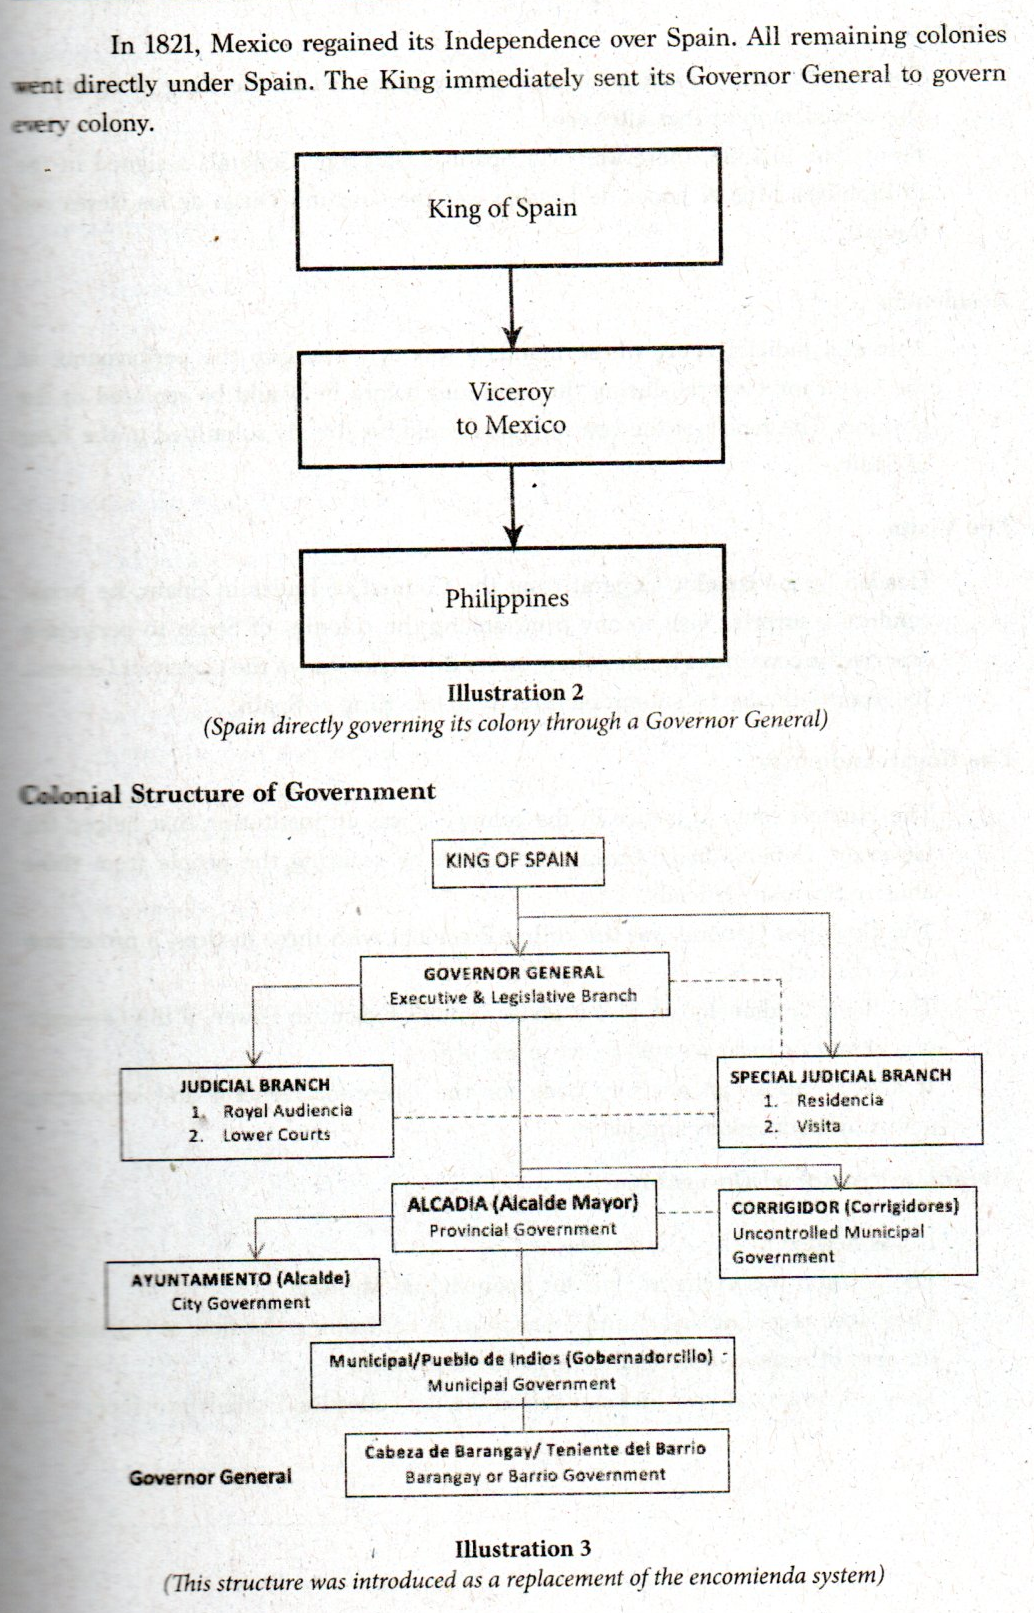 In 1821, Mexico regained its Independence over Spain. All remaining colonies
went directly under Spain. The King immediately sent its Governor General to govern
every colony.
King of Spain
Viceroy
to Mexico
Philippines
Illustration 2
(Spain directly governing its colony through a Governor General)
Colonial Structure of Government
KING OF SPAIN
GOVERNOR GENERAL
Executive & Legislative Branch
JUDICIAL BRANCH
1. Royal Audiencia
2. Lower Courts
SPECIAL JUDICIAL BRANCH
1. Residencia
2. Visita
ALCADIA (Alcalde Mayor)
Provincial Government
CORRIGIDOR (Corrigidores)
Uncontrolled Municipal
Government
AYUNTAMIENTO (Alcalde)
City Government
Municipal/Pueblo de Indios (Gobernadorcillo)
Municipal Government
Cabeza de Barangay/ Teniente del Barrio
Barangay or Barrio Government
Governor General
Illustration 3
(This structure was introduced as a replacement of the encomienda system)